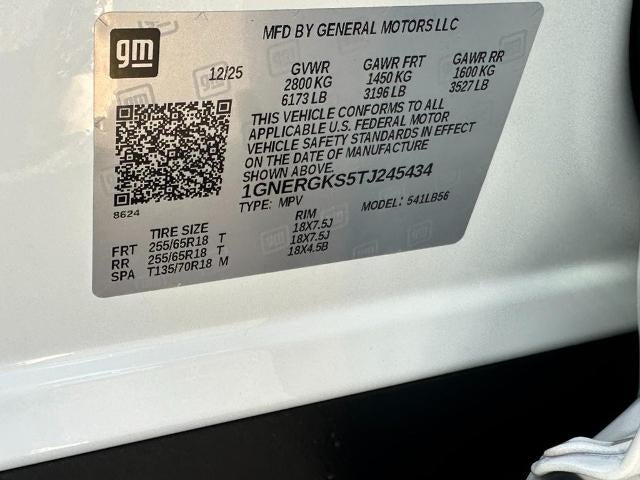 gm
MFD BY GENERAL MOTORS LLC
12/25 GVWR GAWR FRT GAWR RR
2800 KG 1450 KG 1600 KG
6173 LB 3196 LB 3527 LB
THIS VEHICLE CONFORMS TO ALL
APPLICABLE U.S. FEDERAL MOTOR
VEHICLE SAFETY STANDARDS IN EFFECT
ON THE DATE OF MANUFACTURE
SHOWN ABOVE.
1GNERGKS5TJ245434
8624
TYPE: MPV MODEL: 541LB56
TIRE SIZE RIM
FRT 255/65R18 T 18X7.5J
RR 255/65R18 T 18X7.5J
SPA T135/70R18 M 18X4.5B